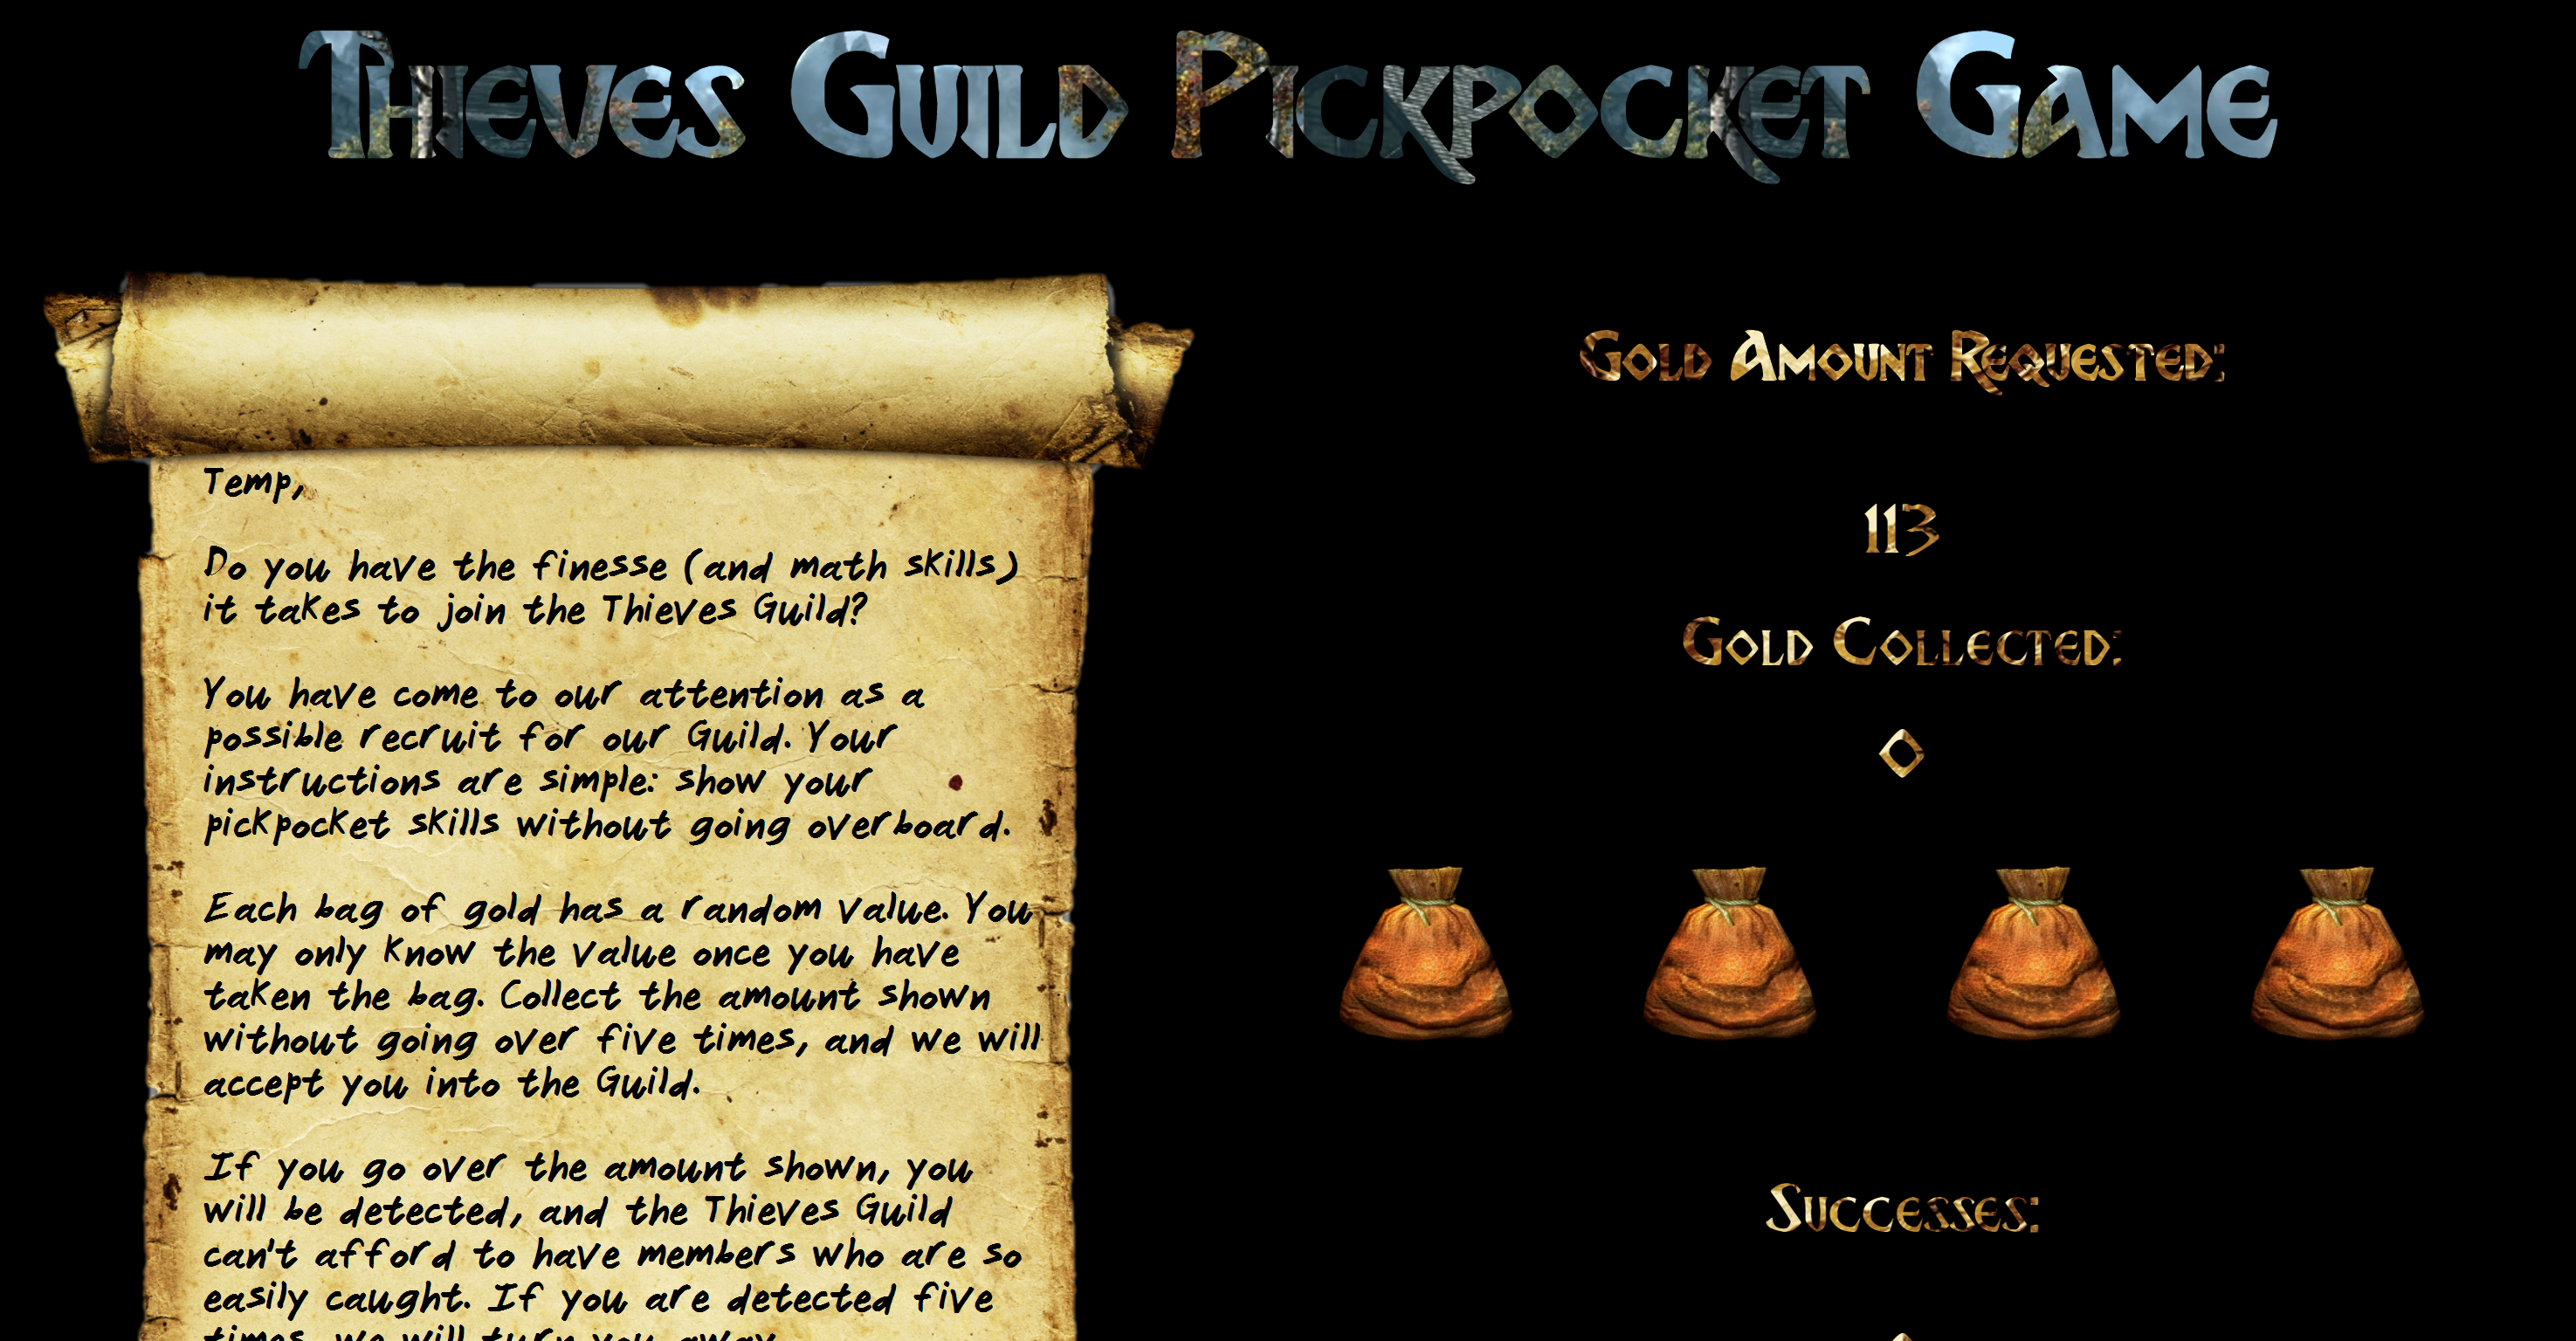 Thieves Guild Pickpocket Game
Temp,
Do you have the finesse (and math skills)
it takes to join the Thieves Guild?
You have come to our attention as a
possible recruit for our Guild. Your
instructions are simple: show your
pickpocket skills without going overboard.
Each bag of gold has a random value. You
may only know the value once you have
taken the bag. Collect the amount shown
without going over five times, and we will
accept you into the Guild.
If you go over the amount shown, you
will be detected, and the Thieves Guild
can't afford to have members who are so
easily caught. If you are detected five
times, we will turn you away.
Gold Amount Requested:
113
Gold Collected:
0
Successes: